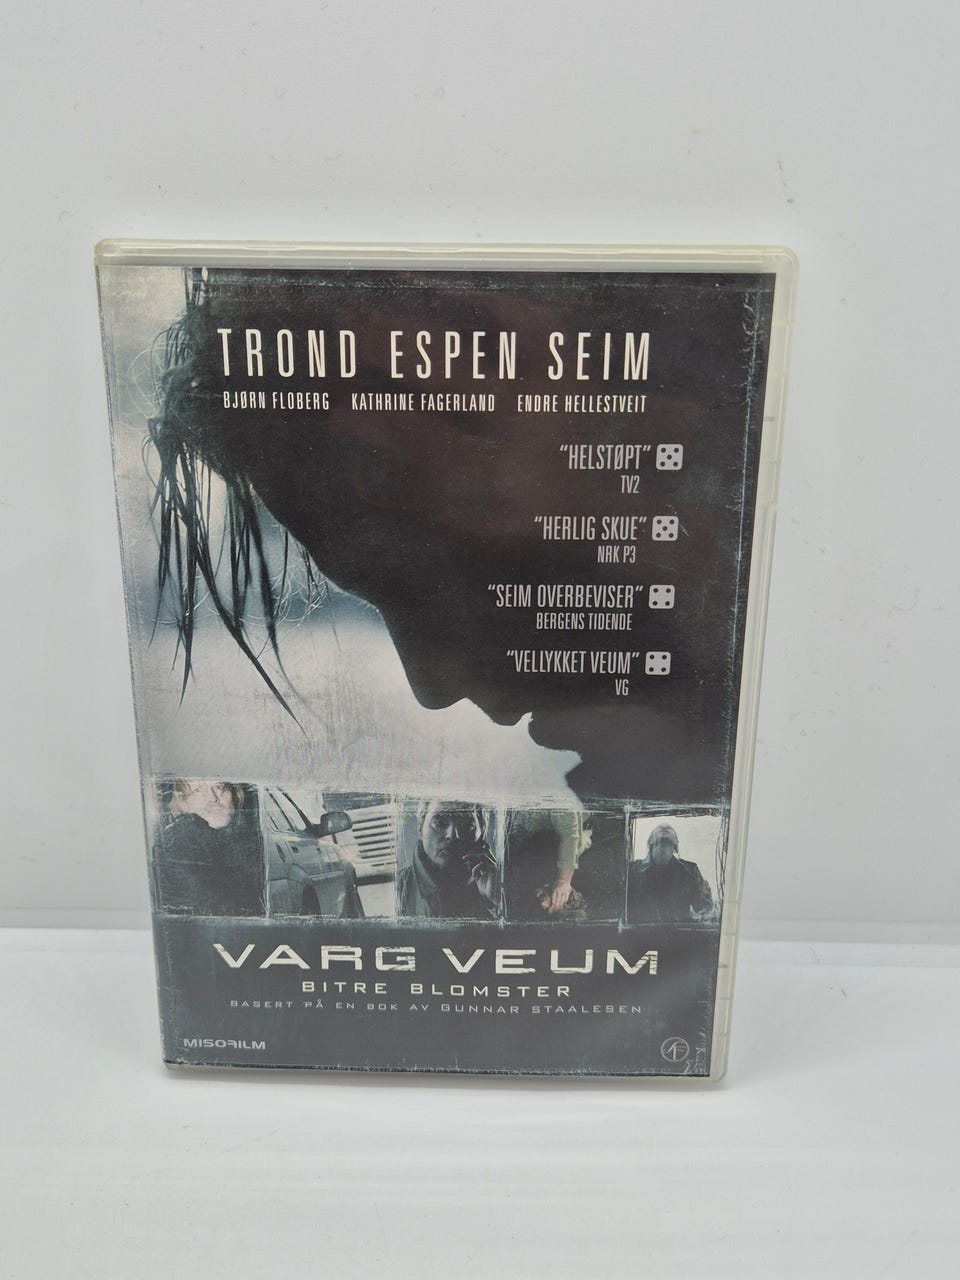 TROND ESPEN SEIM
BJØRN FLOBERG KATHRINE FAGERLAND ENDRE HELLESTVEIT
"HELSTØPT"
TV2
"HERLIG SKUE"
NRK P3
"SEIM OVERBEVISER"
BERGENS TIDENDE
"VELLYKKET VEUM"
VG
VARG VEUM
BITRE BLOMSTER
BASERT PÅ EN BOK AV GUNNAR STAALESEN
MISOFILM
SF